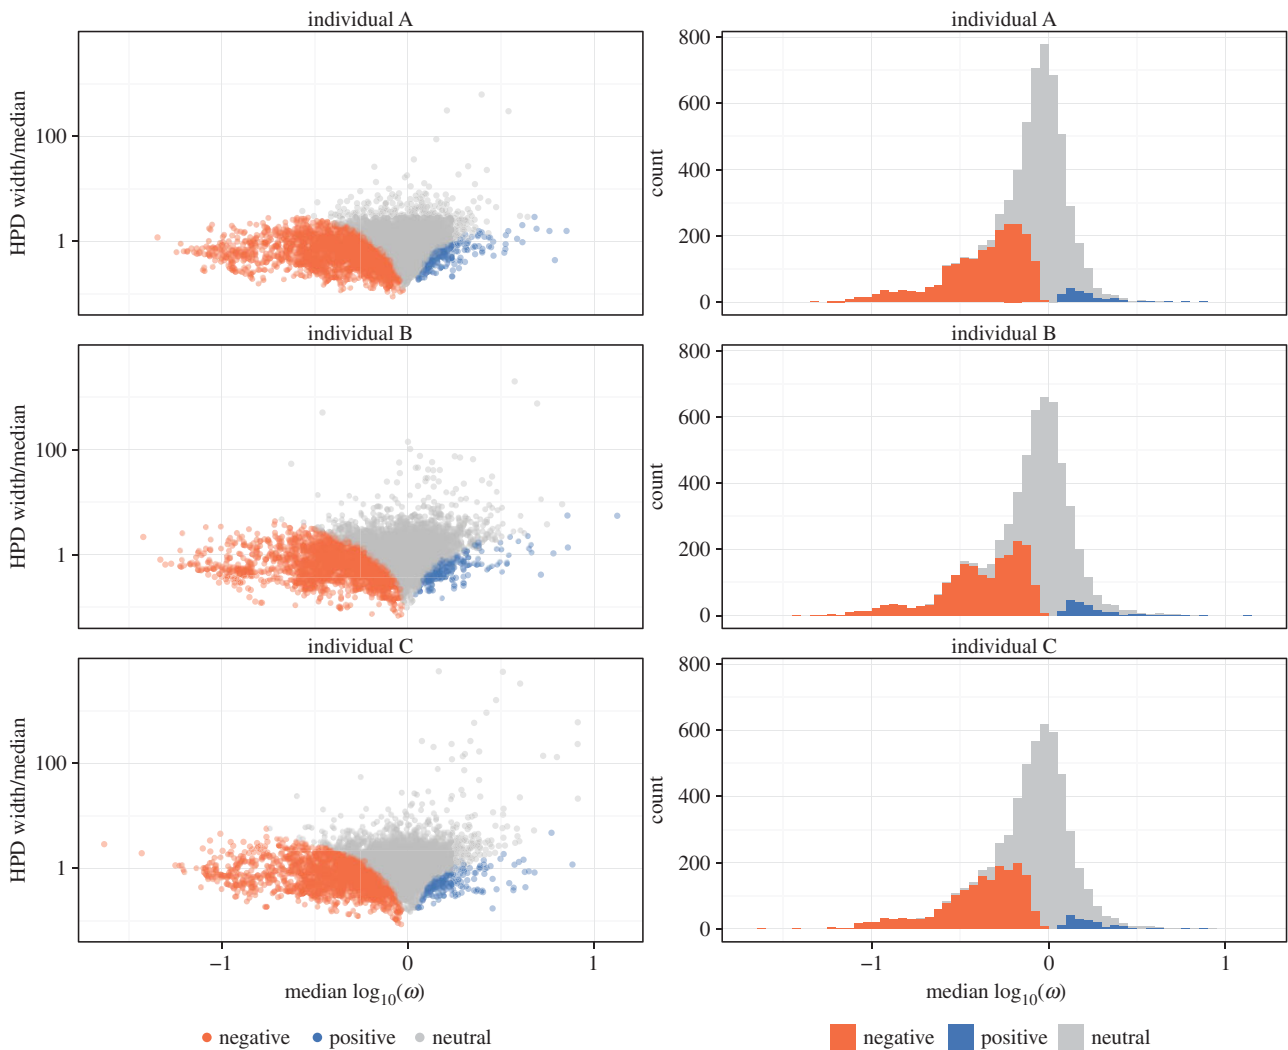 individual A
HPD width/median
100
1
individual A
count
800
600
400
200
0
individual B
HPD width/median
100
1
individual B
count
800
600
400
200
0
individual C
HPD width/median
100
1
−1 0 1
median log10(ω)
individual C
count
800
600
400
200
0
−1 0 1
median log10(ω)
negative positive neutral
negative positive neutral